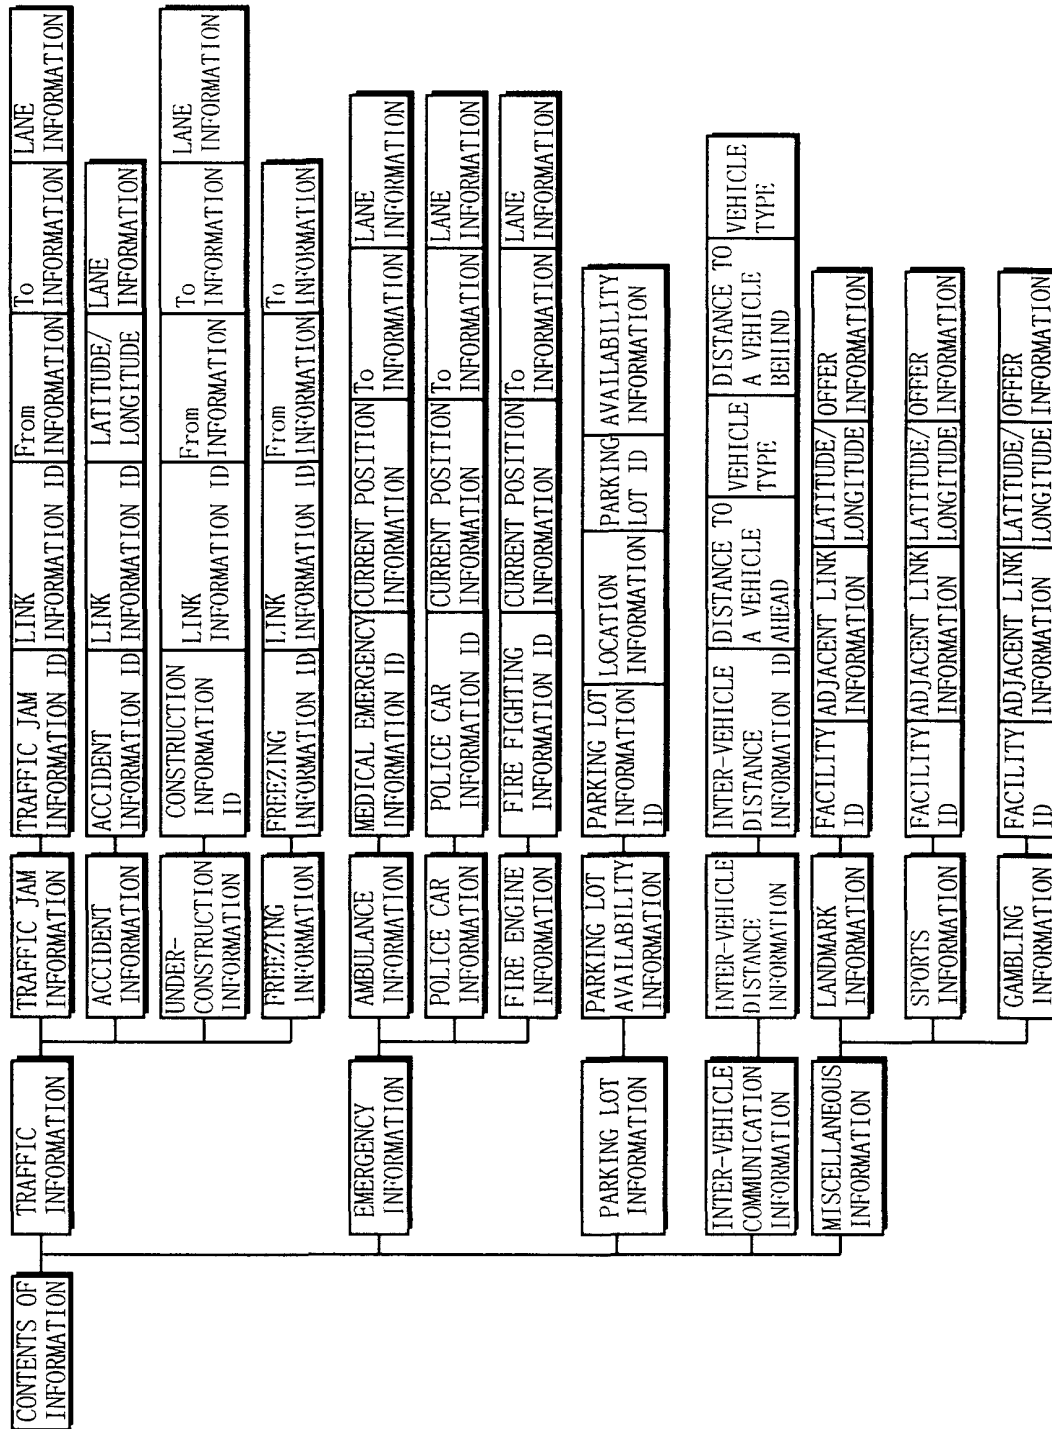 CONTENTS OF
INFORMATION
TRAFFIC
INFORMATION
TRAFFIC JAM
INFORMATION
TRAFFIC JAM
INFORMATION ID
LINK
INFORMATION ID
From
INFORMATION
To
INFORMATION
LANE
INFORMATION
ACCIDENT
INFORMATION
ACCIDENT
INFORMATION ID
LINK
INFORMATION ID
LATITUDE/
LONGITUDE
LANE
INFORMATION
UNDER-
CONSTRUCTION
INFORMATION
CONSTRUCTION
INFORMATION
ID
LINK
INFORMATION ID
From
INFORMATION
To
INFORMATION
LANE
INFORMATION
FREEZING
INFORMATION
FREEZING
INFORMATION ID
LINK
INFORMATION ID
From
INFORMATION
To
INFORMATION
EMERGENCY
INFORMATION
AMBULANCE
INFORMATION
MEDICAL EMERGENCY
INFORMATION ID
CURRENT POSITION
INFORMATION
To
INFORMATION
LANE
INFORMATION
POLICE CAR
INFORMATION
POLICE CAR
INFORMATION ID
CURRENT POSITION
INFORMATION
To
INFORMATION
LANE
INFORMATION
FIRE ENGINE
INFORMATION
FIRE FIGHTING
INFORMATION ID
CURRENT POSITION
INFORMATION
To
INFORMATION
LANE
INFORMATION
PARKING LOT
INFORMATION
PARKING LOT
AVAILABILITY
INFORMATION
PARKING LOT
INFORMATION
ID
LOCATION
INFORMATION
PARKING
LOT ID
AVAILABILITY
INFORMATION
INTER-VEHICLE
COMMUNICATION
INFORMATION
INTER-VEHICLE
DISTANCE
INFORMATION
INTER-VEHICLE
DISTANCE
INFORMATION ID
DISTANCE TO
A VEHICLE
AHEAD
VEHICLE
TYPE
DISTANCE TO
A VEHICLE
BEHIND
VEHICLE
TYPE
MISCELLANEOUS
INFORMATION
LANDMARK
INFORMATION
FACILITY
ID
ADJACENT LINK
INFORMATION
LATITUDE/
LONGITUDE
OFFER
INFORMATION
SPORTS
INFORMATION
FACILITY
ID
ADJACENT LINK
INFORMATION
LATITUDE/
LONGITUDE
OFFER
INFORMATION
GAMBLING
INFORMATION
FACILITY
ID
ADJACENT LINK
INFORMATION
LATITUDE/
LONGITUDE
OFFER
INFORMATION